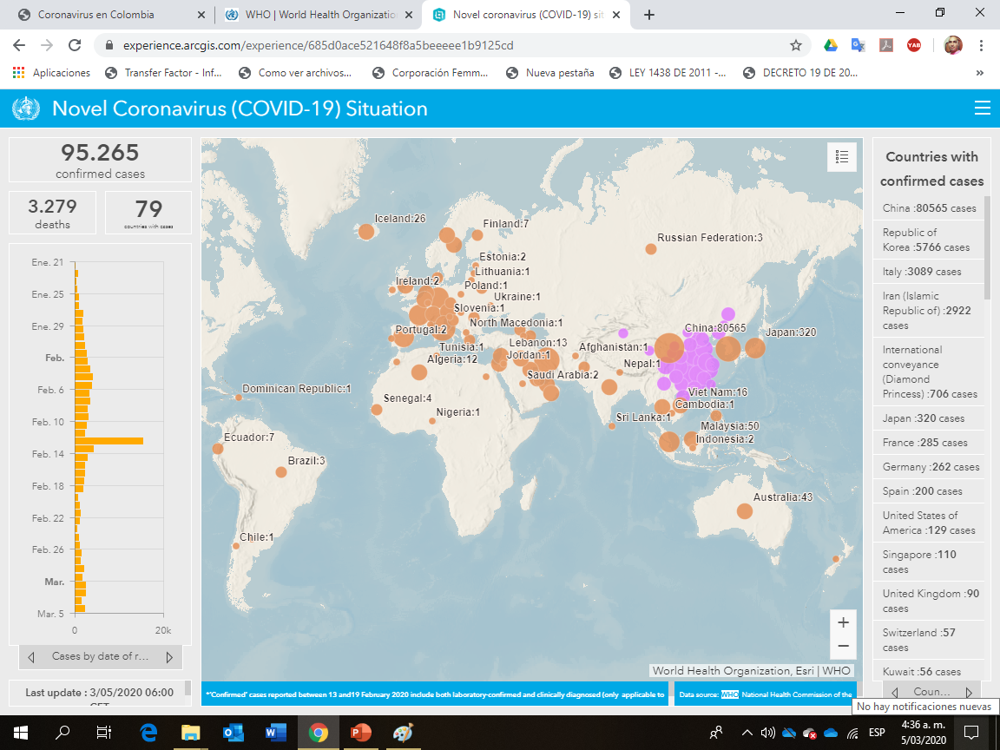 Coronavirus en Colombia
WHO | World Health Organizatio
Novel coronavirus (COVID-19) sit
experience.arcgis.com/experience/685d0ace521648f8a5beeeee1b9125cd
YAB
Aplicaciones
Transfer Factor - Inf...
Como ver archivos...
Corporación Femm...
Nueva pestaña
LEY 1438 DE 2011 -...
DECRETO 19 DE 20...
»
Novel Coronavirus (COVID-19) Situation
95.265
confirmed cases
3.279
deaths
79
countries with cases
Ene. 21
Ene. 25
Ene. 29
Feb.
Feb. 6
Feb. 10
Feb. 14
Feb. 18
Feb. 22
Feb. 26
Mar.
Mar. 5
0
20k
Cases by date of r...
Last update : 3/05/2020 06:00
CET
Iceland:26
Finland:7
Russian Federation:3
Estonia:2
Lithuania:1
Ireland:2
Poland:1
Ukraine:1
Slovenia:1
North Macedonia:1
Portugal:2
China:80565
Japan:320
Tunisia:1
Lebanon:13
Afghanistan:1
Algeria:12
Jordan:1
Nepal:1
Saudi Arabia:2
Dominican Republic:1
Viet Nam:16
Senegal:4
Cambodia:1
Nigeria:1
Sri Lanka:1
Malaysia:50
Ecuador:7
Indonesia:2
Brazil:3
Australia:43
Chile:1
+
−
World Health Organization, Esri | WHO
*'Confirmed' cases reported between 13 and19 February 2020 include both laboratory-confirmed and clinically diagnosed (only applicable to
Data source: WHO National Health Commission of the
Countries with
confirmed cases
China :80565 cases
Republic of
Korea :5766 cases
Italy :3089 cases
Iran (Islamic
Republic of) :2922
cases
International
conveyance
(Diamond
Princess) :706 cases
Japan :320 cases
France :285 cases
Germany :262 cases
Spain :200 cases
United States of
America :129 cases
Singapore :110
cases
United Kingdom :90
cases
Switzerland :57
cases
Kuwait :56 cases
Coun...
No hay notificaciones nuevas
ESP
4:36 a. m.
5/03/2020